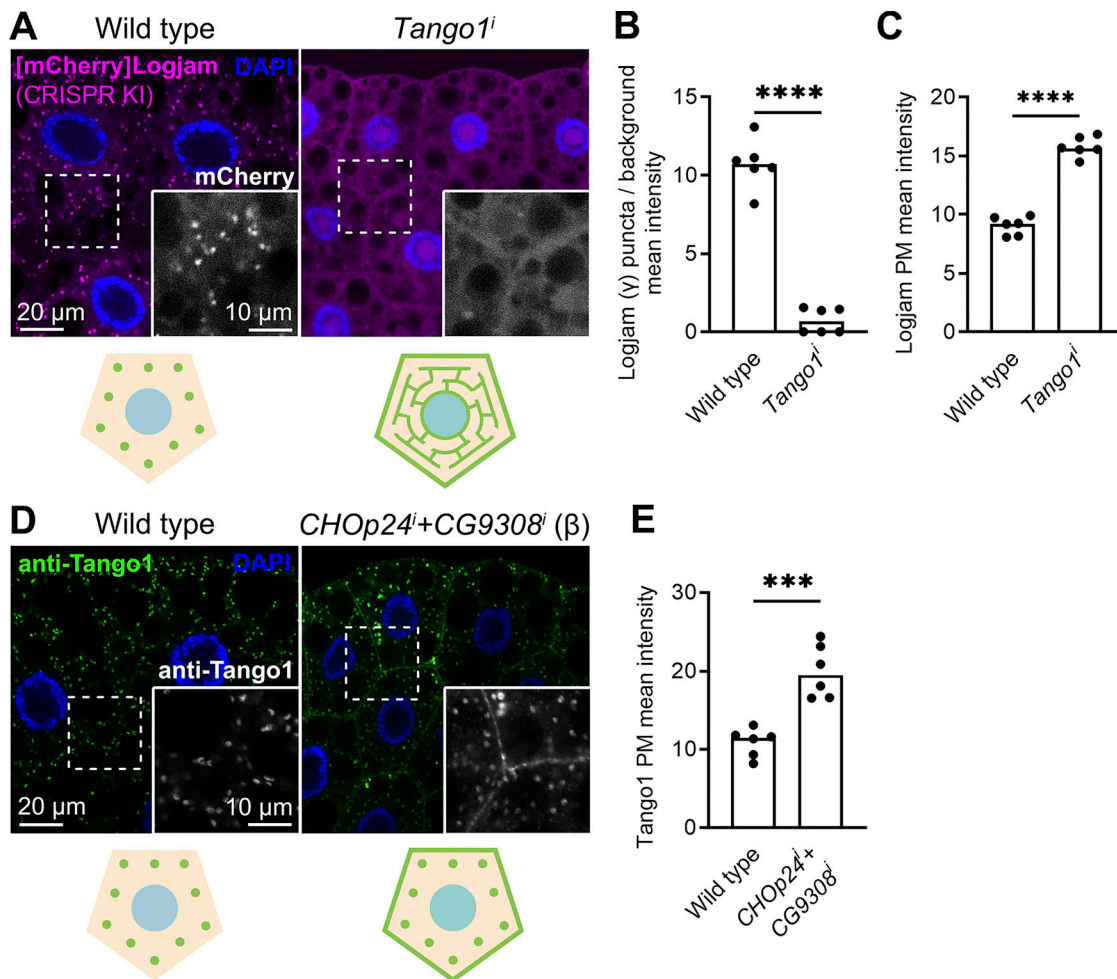 A
Wild type
Tango1ⁱ
[mCherry]Logjam
DAPI
(CRISPR KI)
mCherry
20 µm
10 µm
B
Logjam (γ) puncta / background
mean intensity
15
10
5
0
****
Wild type
Tango1ⁱ
C
Logjam PM mean intensity
20
15
10
5
0
****
Wild type
Tango1ⁱ
D
Wild type
CHOp24ⁱ+CG9308ⁱ (β)
anti-Tango1
DAPI
anti-Tango1
20 µm
10 µm
E
Tango1 PM mean intensity
30
20
10
0
***
Wild type
CHOp24ⁱ+
CG9308ⁱ